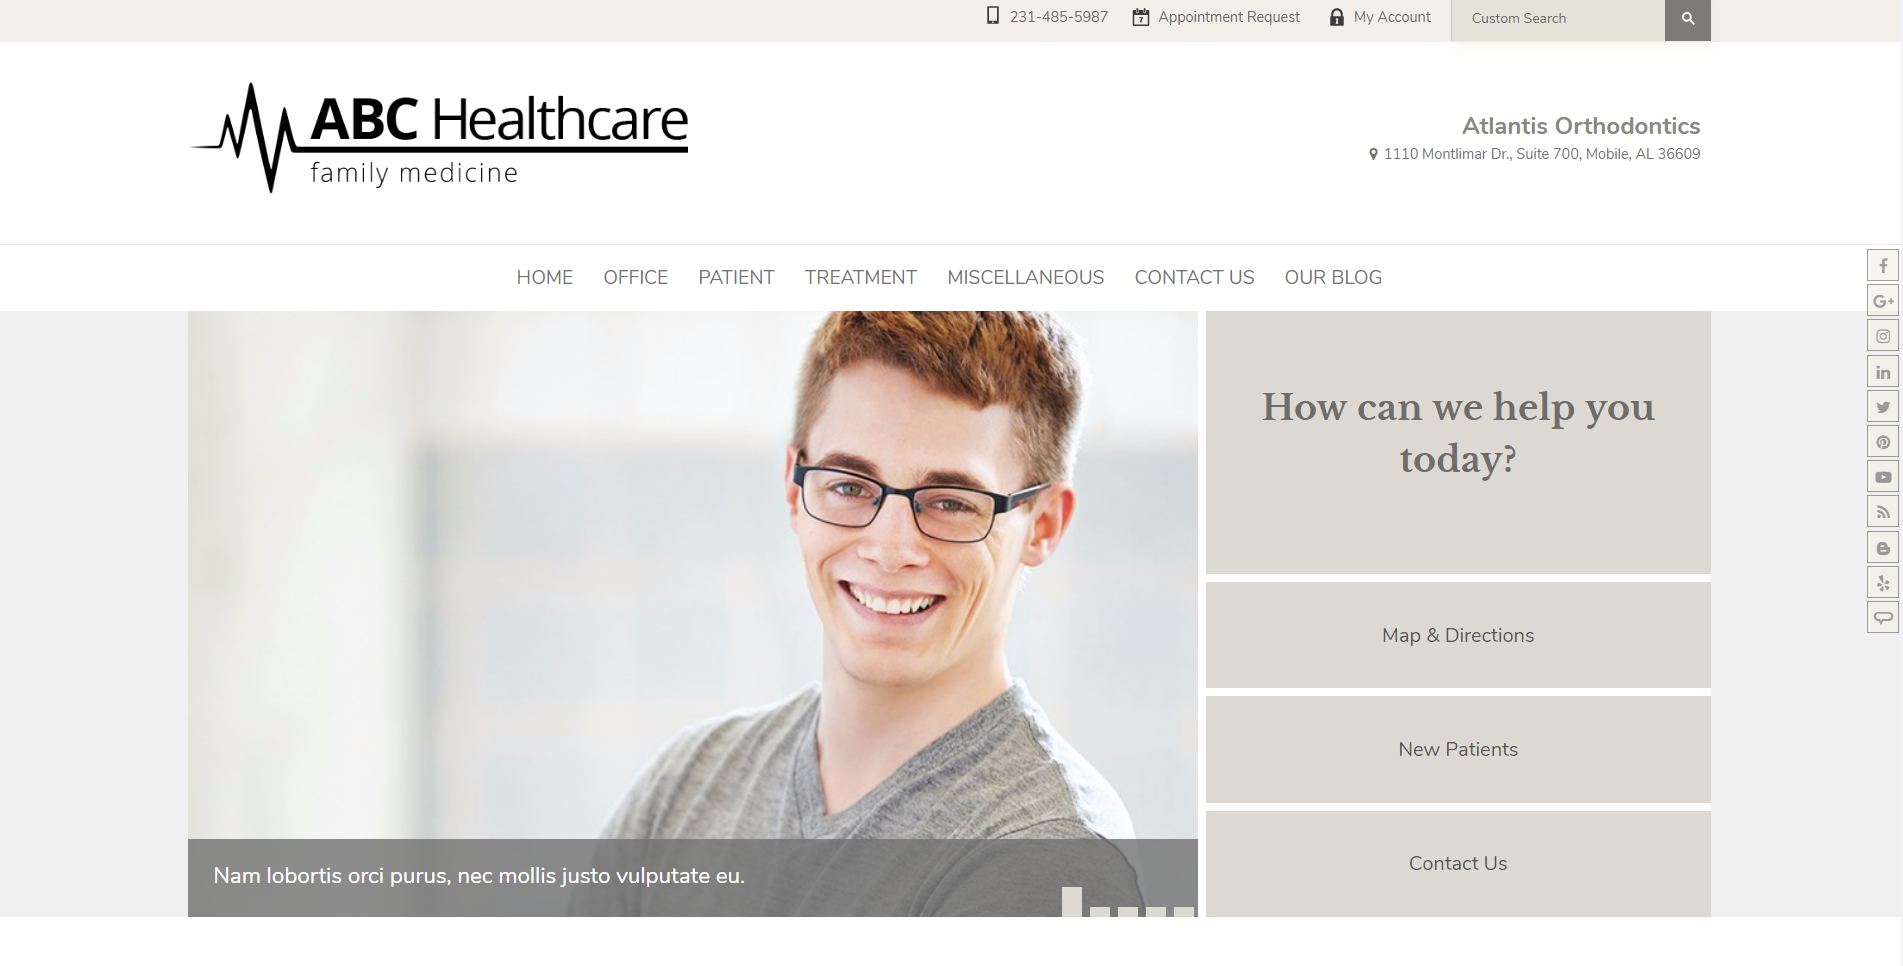 231-485-5987 Appointment Request My Account Custom Search
ABC Healthcare
family medicine
Atlantis Orthodontics
1110 Montlimar Dr., Suite 700, Mobile, AL 36609
HOME OFFICE PATIENT TREATMENT MISCELLANEOUS CONTACT US OUR BLOG
How can we help you
today?
Map & Directions
New Patients
Contact Us
Nam lobortis orci purus, nec mollis justo vulputate eu.